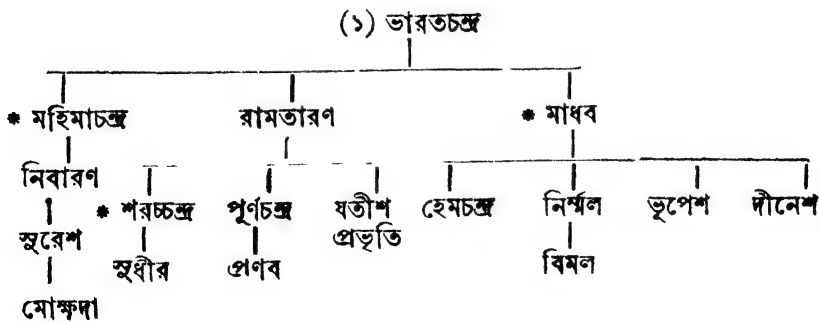 (১) ভারতচন্দ্র
* মহিমাচন্দ্র রামতারণ * মাধব
নিবারণ
* শরচ্চন্দ্র পূর্ণচন্দ্র যতীশ হেমচন্দ্র নির্ম্মল ভূপেশ দীনেশ
সুরেশ প্রভৃতি
সুধীর প্রণব বিমল
মোক্ষদা